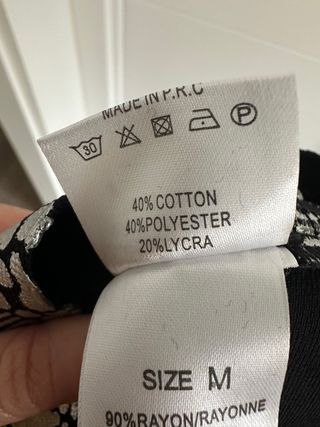 MADE IN P.R.C
30
P
40% COTTON
40%POLYESTER
20%LYCRA
SIZE M
90%RAYON/RAYONNE